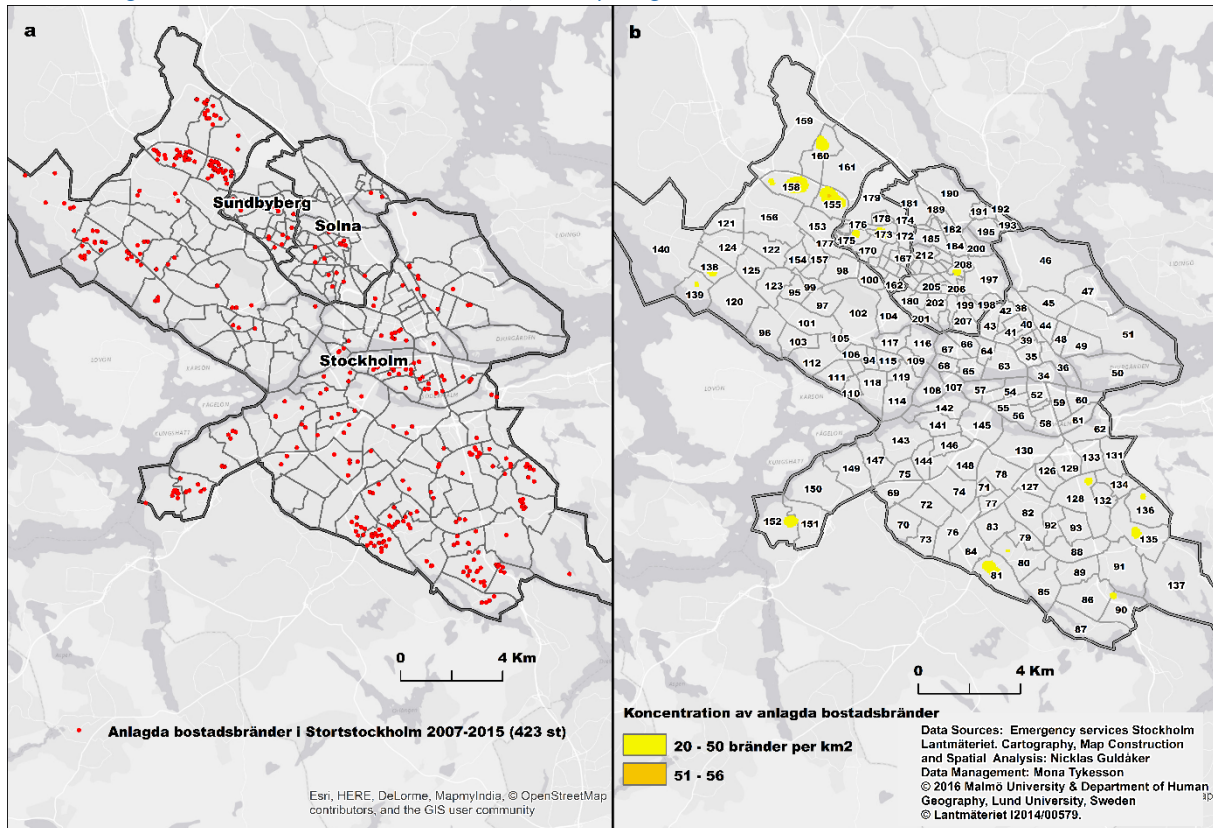 a
Sundbyberg
Solna
LIDINGÖ
Stockholm
DJURGÅRDEN
LOVÖN
KÄRSÖN
FÅGELÖN
KUNGSHATT
0 4 Km
Anlagda bostadsbränder i Stortstockholm 2007-2015 (423 st)
Esri, HERE, DeLorme, MapmyIndia, © OpenStreetMap
contributors, and the GIS user community
b
159
160
161
190
179
158
155
181
189
191 192
193
121 156 153
176 178 174
182 195
140 124 122
177 175 173 172 185 184 200
170 212
46
LIDINGÖ
138 125 154 157 98 167 208 197
139 123 95 99 100 162 205 206
47
120 97 180 202 199 198 42 38 45
102 104 201 207
101 43 40 44 51
96 103 105 117 116 66 41 39 48 49
112 106 94 115 109 67 64 35
68 63 36 50
111 118 119 65 34
110 114 108 107 57 54 52 59 60
142 55 56 58 61
141 145 62
143 146 130 133 131
149 147 144 148 78 126 129
75 134
150 69 74 71 127 128 132
72 77 136
152 151 70 83 82 92 93 135
73 76 79
84 80 88
81 89 91 137
85 86 90
87
LOVÖN
KÄRSÖN
FÅGELÖN
KUNGSHATT
0 4 Km
Koncentration av anlagda bostadsbränder
20 - 50 bränder per km2
51 - 56
Data Sources: Emergency services Stockholm
Lantmäteriet. Cartography, Map Construction
and Spatial Analysis: Nicklas Guldåker
Data Management: Mona Tykesson
© 2016 Malmö University & Department of Human
Geography, Lund University, Sweden
© Lantmäteriet I2014/00579.